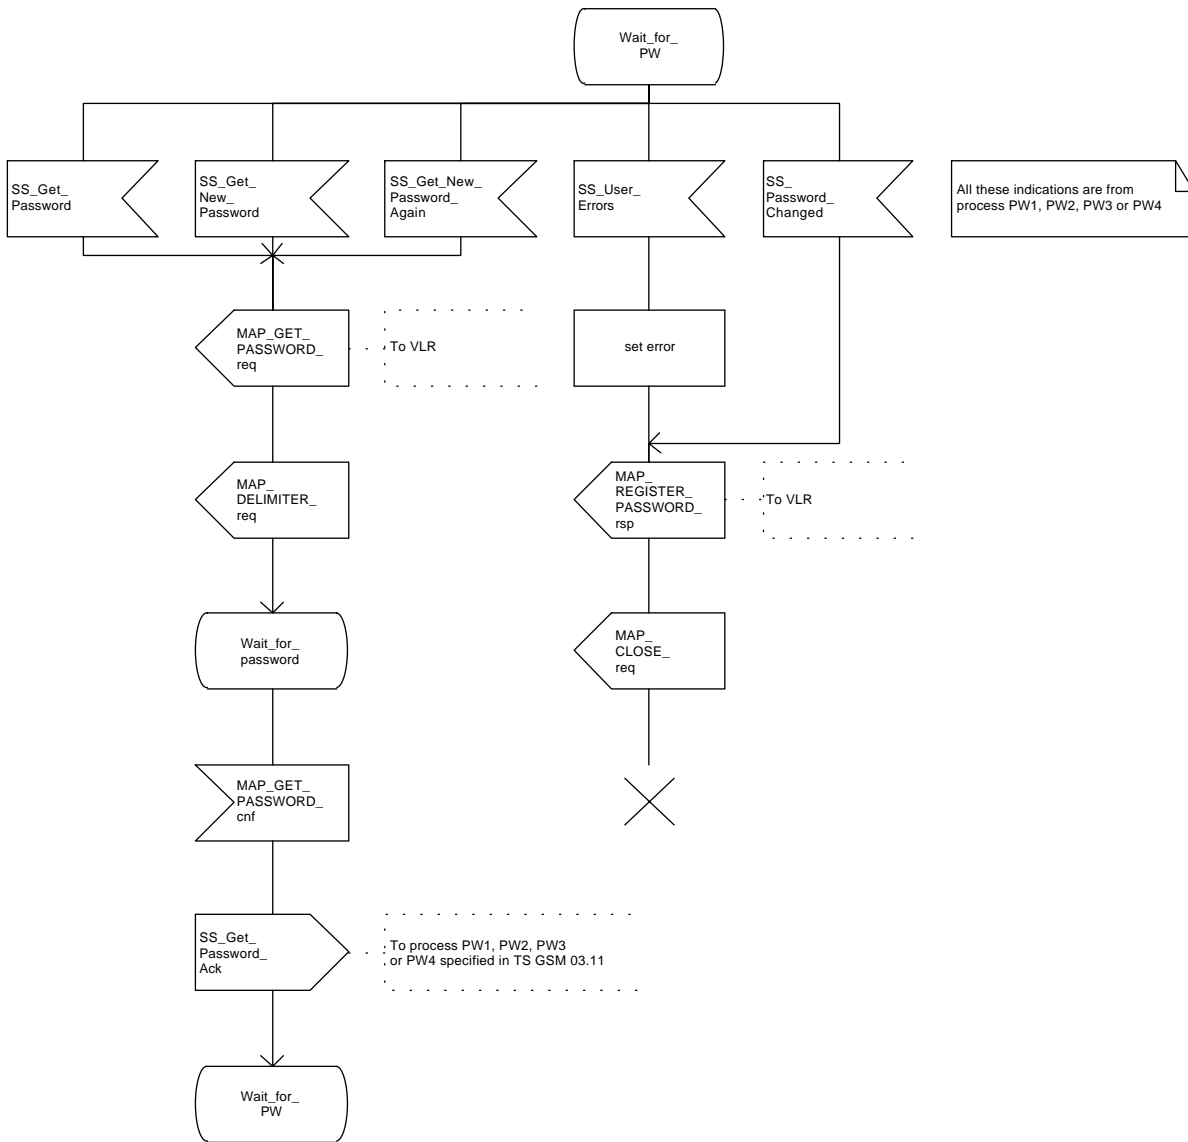 Wait_for_
PW
SS_Get_
Password
SS_Get_
New_
Password
SS_Get_New_
Password_
Again
SS_User_
Errors
SS_
Password_
Changed
All these indications are from
process PW1, PW2, PW3 or PW4
MAP_GET_
PASSWORD_
req
To VLR
set error
MAP_
DELIMITER_
req
MAP_
REGISTER_
PASSWORD_
rsp
To VLR
Wait_for_
password
MAP_
CLOSE_
req
MAP_GET_
PASSWORD_
cnf
SS_Get_
Password_
Ack
To process PW1, PW2, PW3
or PW4 specified in TS GSM 03.11
Wait_for_
PW